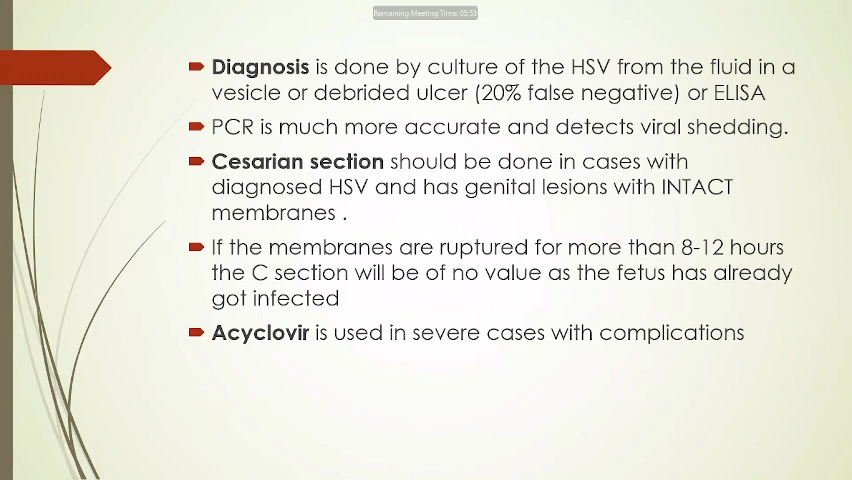 Remaining Meeting Time: 05:53
Diagnosis is done by culture of the HSV from the fluid in a
vesicle or debrided ulcer (20% false negative) or ELISA
PCR is much more accurate and detects viral shedding.
Cesarian section should be done in cases with
diagnosed HSV and has genital lesions with INTACT
membranes .
If the membranes are ruptured for more than 8-12 hours
the C section will be of no value as the fetus has already
got infected
Acyclovir is used in severe cases with complications